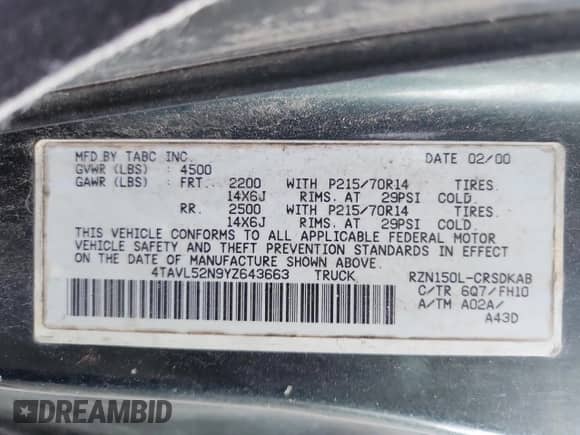 MFD.BY TABC INC. DATE 02/00
GVWR (LBS) : 4500
GAWR (LBS) : FRT. 2200 WITH P215/70R14 TIRES.
14X6J RIMS. AT 29PSI COLD.
RR. 2500 WITH P215/70R14 TIRES.
14X6J RIMS. AT 29PSI COLD.
THIS VEHICLE CONFORMS TO ALL APPLICABLE FEDERAL MOTOR
VEHICLE SAFETY AND THEFT PREVENTION STANDARDS IN EFFECT
ON THE DATE OF MANUFACTURE SHOWN ABOVE.
4TAVL52N9YZ643663 TRUCK RZN150L-CRSDKAB
C/TR 6Q7/FH10
A/TM A02A/
A43D
DREAMBID